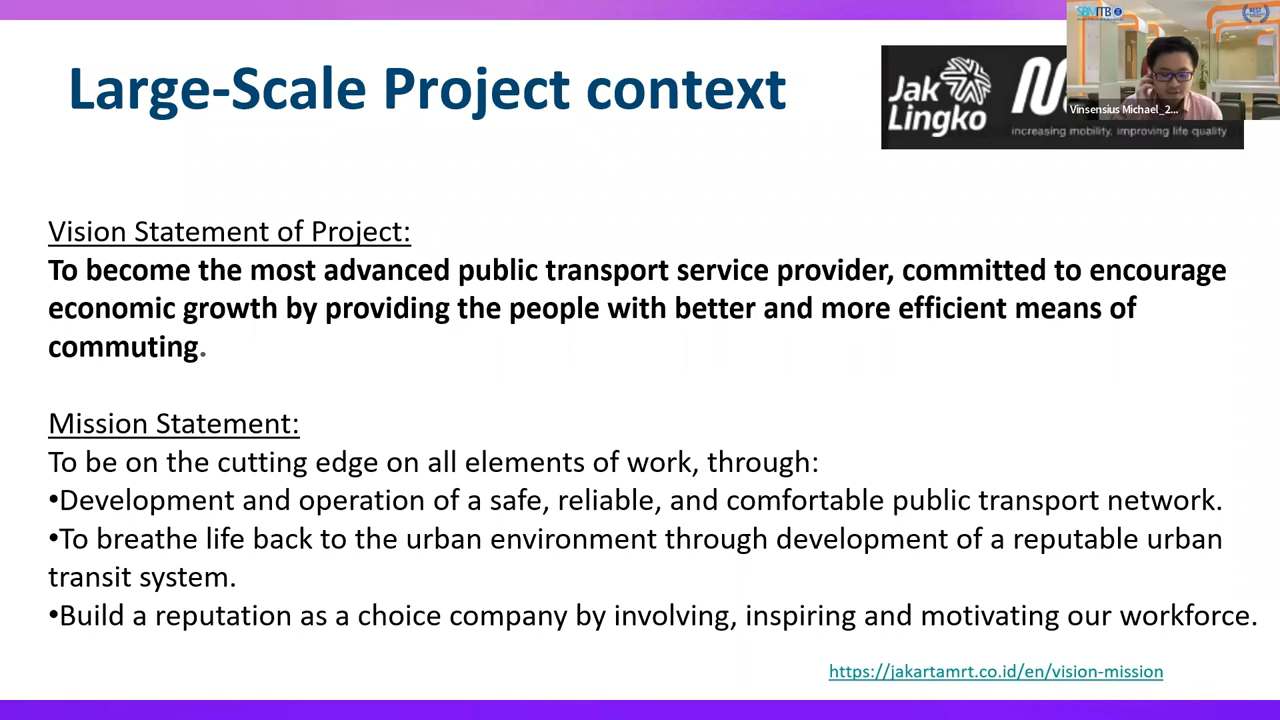 Large-Scale Project context
Jak
Lingko
increasing mobility, improving life quality
SBM ITB
BEST
Vinsensius Michael_2...
Vision Statement of Project:
To become the most advanced public transport service provider, committed to encourage
economic growth by providing the people with better and more efficient means of
commuting.
Mission Statement:
To be on the cutting edge on all elements of work, through:
•Development and operation of a safe, reliable, and comfortable public transport network.
•To breathe life back to the urban environment through development of a reputable urban
transit system.
•Build a reputation as a choice company by involving, inspiring and motivating our workforce.
https://jakartamrt.co.id/en/vision-mission